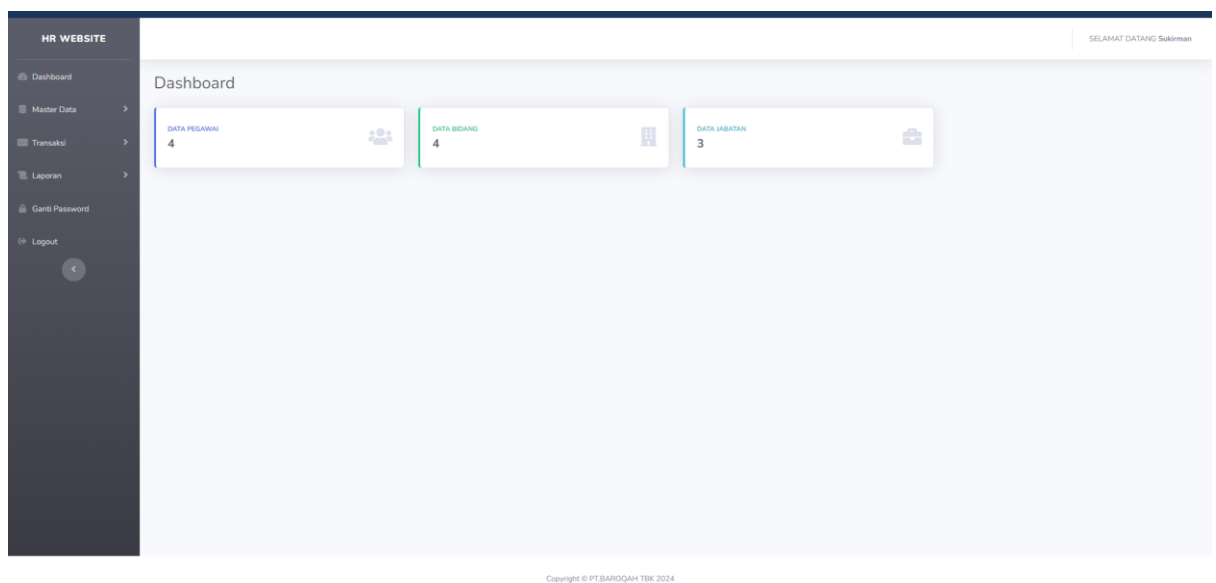 HR WEBSITE
SELAMAT DATANG Sukirman
Dashboard
Master Data
Transaksi
Laporan
Ganti Password
Logout
Dashboard
DATA PEGAWAI
4
DATA BIDANG
4
DATA JABATAN
3
Copyright © PT.BAROQAH TBK 2024